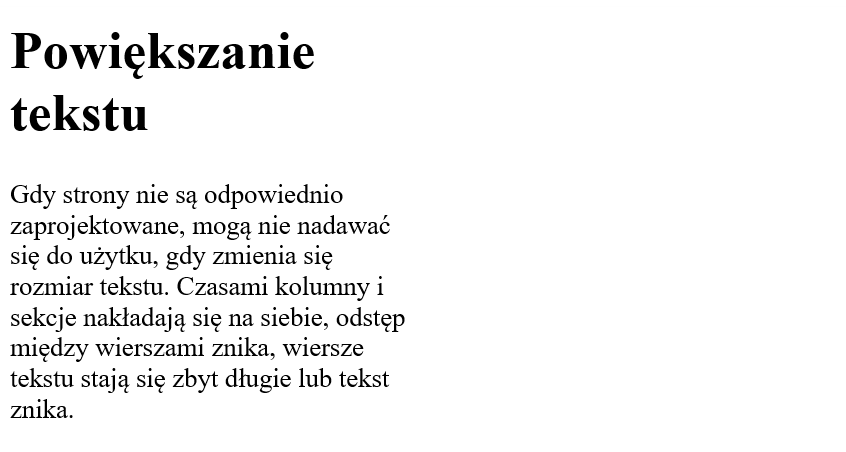 Powiększanie
tekstu
Gdy strony nie są odpowiednio
zaprojektowane, mogą nie nadawać
się do użytku, gdy zmienia się
rozmiar tekstu. Czasami kolumny i
sekcje nakładają się na siebie, odstęp
między wierszami znika, wiersze
tekstu stają się zbyt długie lub tekst
znika.